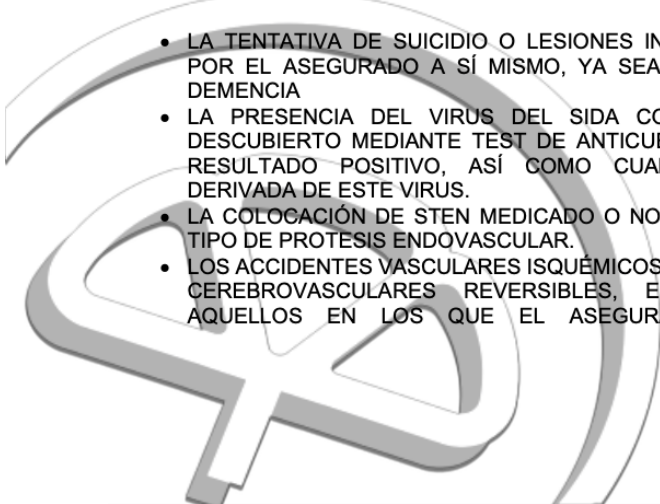 • LA TENTATIVA DE SUICIDIO O LESIONES
POR EL ASEGURADO A SÍ MISMO, YA SEA
DEMENCIA
• LA PRESENCIA DEL VIRUS DEL SIDA
DESCUBIERTO MEDIANTE TEST DE
RESULTADO POSITIVO, ASÍ COMO
DERIVADA DE ESTE VIRUS.
• LA COLOCACIÓN DE STEN MEDICADO O NO
TIPO DE PROTESIS ENDOVASCULAR.
• LOS ACCIDENTES VASCULARES ISQUÉMICOS
CEREBROVASCULARES REVERSIBLES,
AQUELLOS EN LOS QUE EL